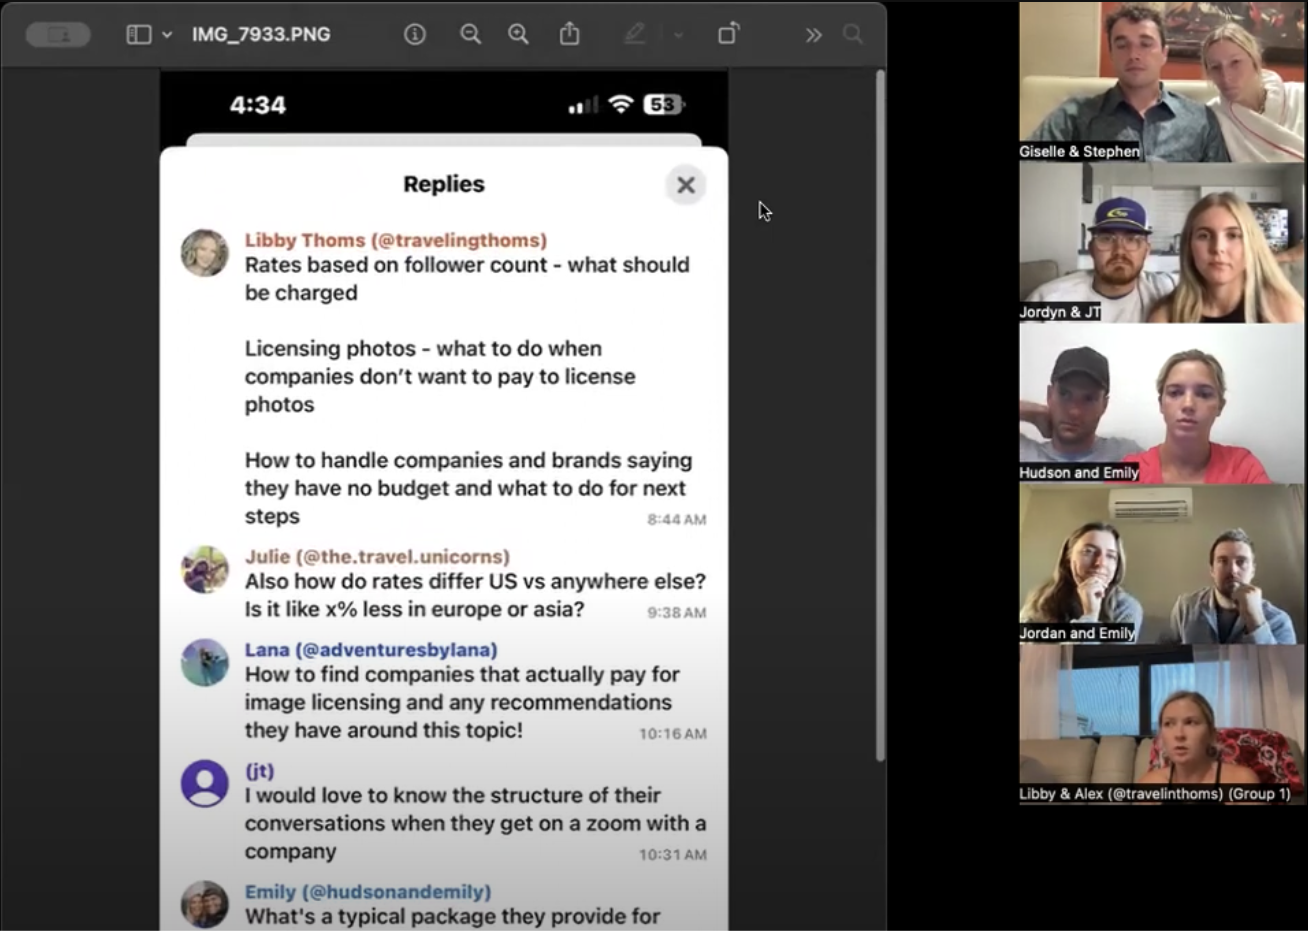 IMG_7933.PNG
4:34
53
Replies
Libby Thoms (@travelingthoms)
Rates based on follower count - what should
be charged
Licensing photos - what to do when
companies don't want to pay to license
photos
How to handle companies and brands saying
they have no budget and what to do for next
steps
8:44 AM
Julie (@the.travel.unicorns)
Also how do rates differ US vs anywhere else?
Is it like x% less in europe or asia?
9:38 AM
Lana (@adventuresbylana)
How to find companies that actually pay for
image licensing and any recommendations
they have around this topic!
10:16 AM
(jt)
I would love to know the structure of their
conversations when they get on a zoom with a
company
10:31 AM
Emily (@hudsonandemily)
What's a typical package they provide for
Giselle & Stephen
Jordyn & JT
Hudson and Emily
Jordan and Emily
Libby & Alex (@travelinthoms) (Group 1)